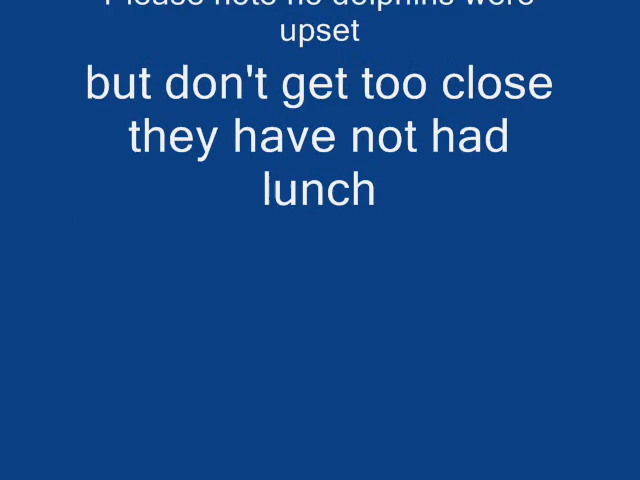 Please note no dolphins were
upset
but don't get too close
they have not had
lunch